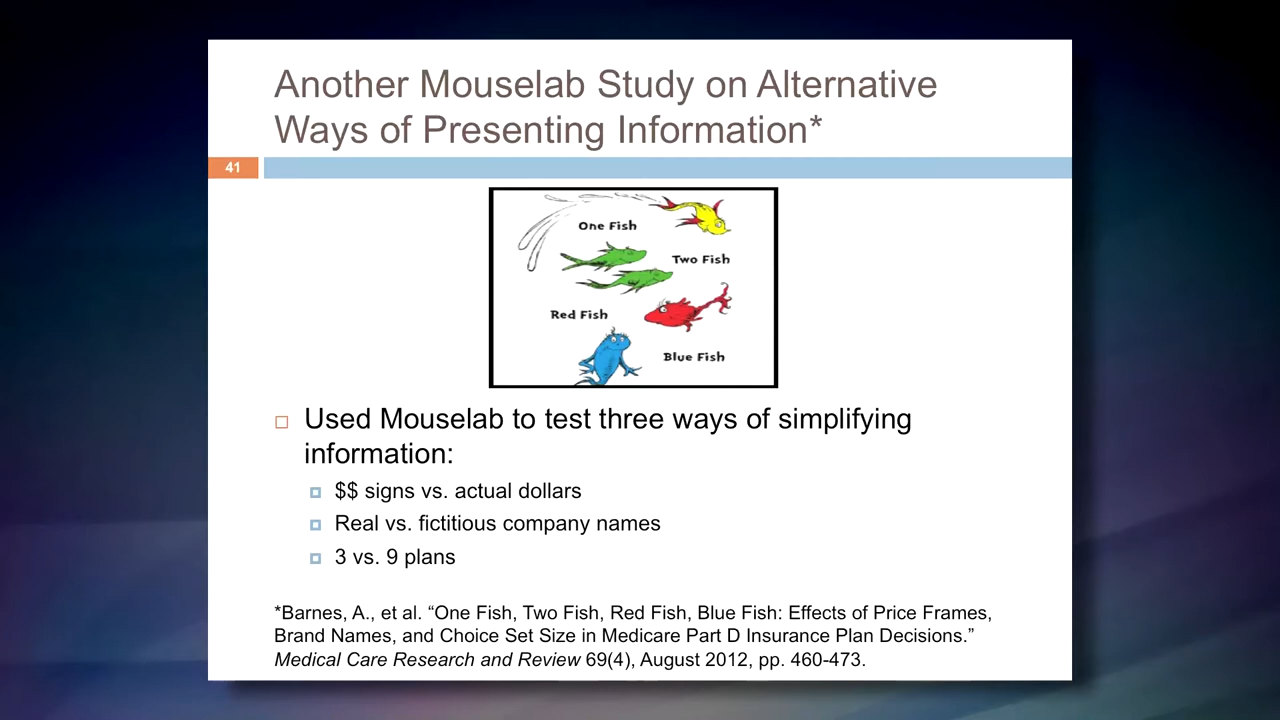 Another Mouselab Study on Alternative
Ways of Presenting Information*
41
One Fish
Two Fish
Red Fish
Blue Fish
Used Mouselab to test three ways of simplifying
information:
$$ signs vs. actual dollars
Real vs. fictitious company names
3 vs. 9 plans
*Barnes, A., et al. “One Fish, Two Fish, Red Fish, Blue Fish: Effects of Price Frames,
Brand Names, and Choice Set Size in Medicare Part D Insurance Plan Decisions.”
Medical Care Research and Review 69(4), August 2012, pp. 460-473.